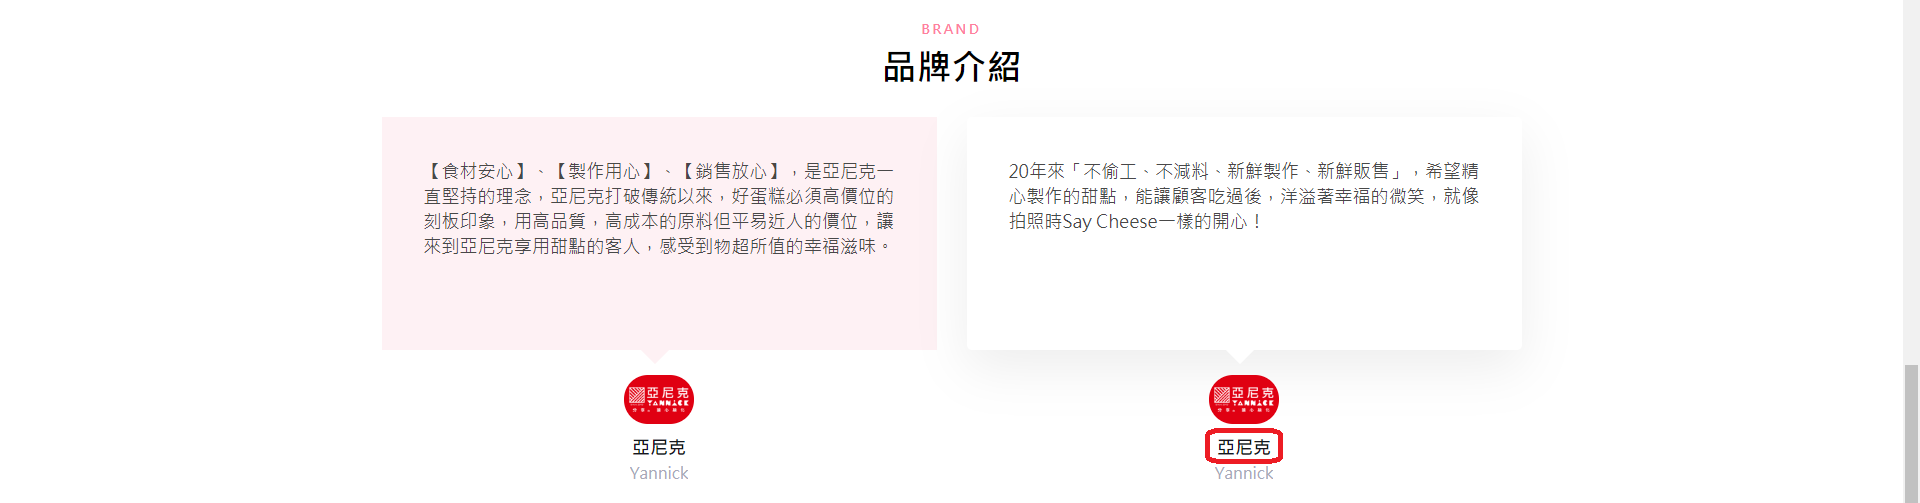 BRAND
品牌介紹
【食材安心】、【製作用心】、【銷售放心】，是亞尼克一
直堅持的理念，亞尼克打破傳統以來，好蛋糕必須高價位的
刻板印象，用高品質，高成本的原料但平易近人的價位，讓
來到亞尼克享用甜點的客人，感受到物超所值的幸福滋味。
20年來「不偷工、不減料、新鮮製作、新鮮販售」，希望精
心製作的甜點，能讓顧客吃過後，洋溢著幸福的微笑，就像
拍照時Say Cheese一樣的開心！
亞尼克
YANNICK
亞尼克
Yannick
亞尼克
YANNICK
亞尼克
Yannick